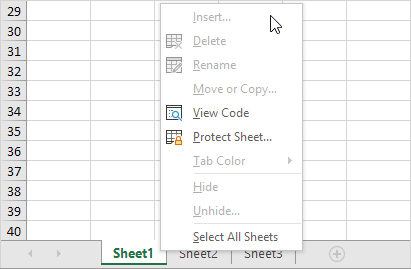 29
30
31
32
33
34
35
36
37
38
39
40
Insert...
Delete
Rename
Move or Copy...
View Code
Protect Sheet...
Tab Color
Hide
Unhide...
Select All Sheets
Sheet1 Sheet2 Sheet3